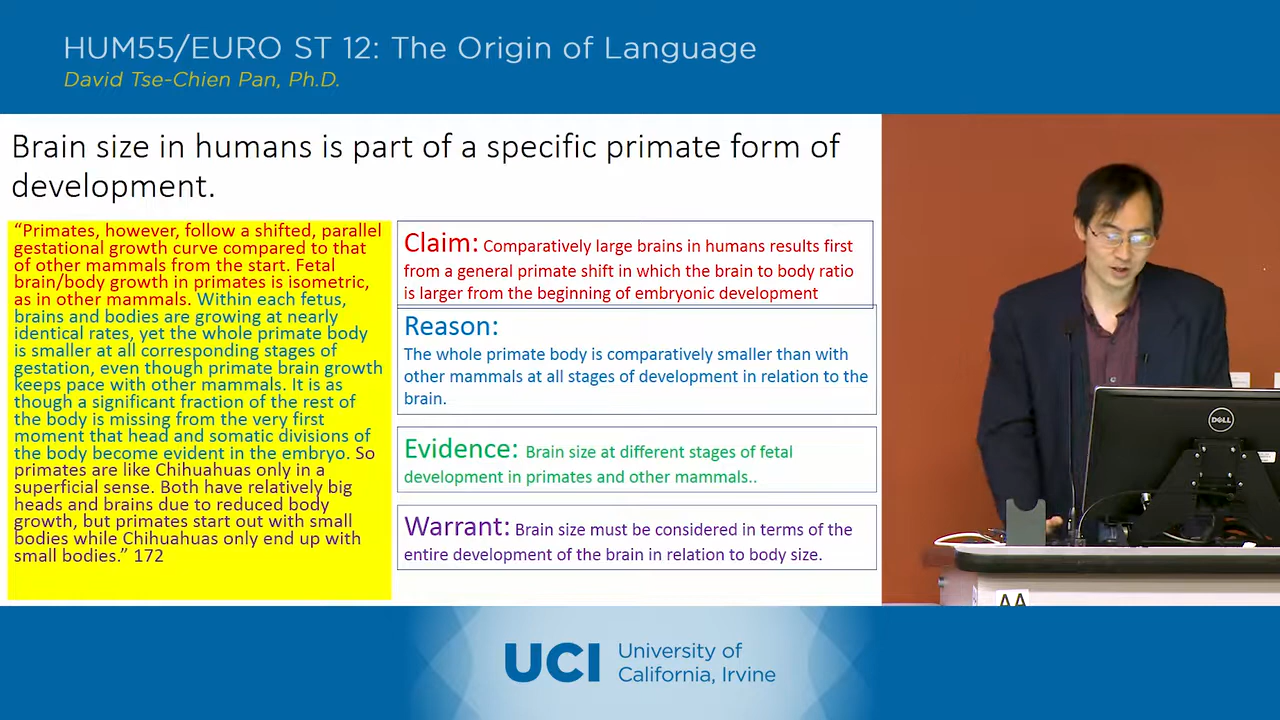 HUM55/EURO ST 12: The Origin of Language
David Tse-Chien Pan, Ph.D.
Brain size in humans is part of a specific primate form of
development.
“Primates, however, follow a shifted, parallel
gestational growth curve compared to that
of other mammals from the start. Fetal
brain/body growth in primates is isometric,
as in other mammals. Within each fetus,
brains and bodies are growing at nearly
identical rates, yet the whole primate body
is smaller at all corresponding stages of
gestation, even though primate brain growth
keeps pace with other mammals. It is as
though a significant fraction of the rest of
the body is missing from the very first
moment that head and somatic divisions of
the body become evident in the embryo. So
primates are like Chihuahuas only in a
superficial sense. Both have relatively big
heads and brains due to reduced body
growth, but primates start out with small
bodies while Chihuahuas only end up with
small bodies.” 172
Claim: Comparatively large brains in humans results first
from a general primate shift in which the brain to body ratio
is larger from the beginning of embryonic development
Reason:
The whole primate body is comparatively smaller than with
other mammals at all stages of development in relation to the
brain.
Evidence: Brain size at different stages of fetal
development in primates and other mammals..
Warrant: Brain size must be considered in terms of the
entire development of the brain in relation to body size.
DELL
AA
UCI University of
California, Irvine